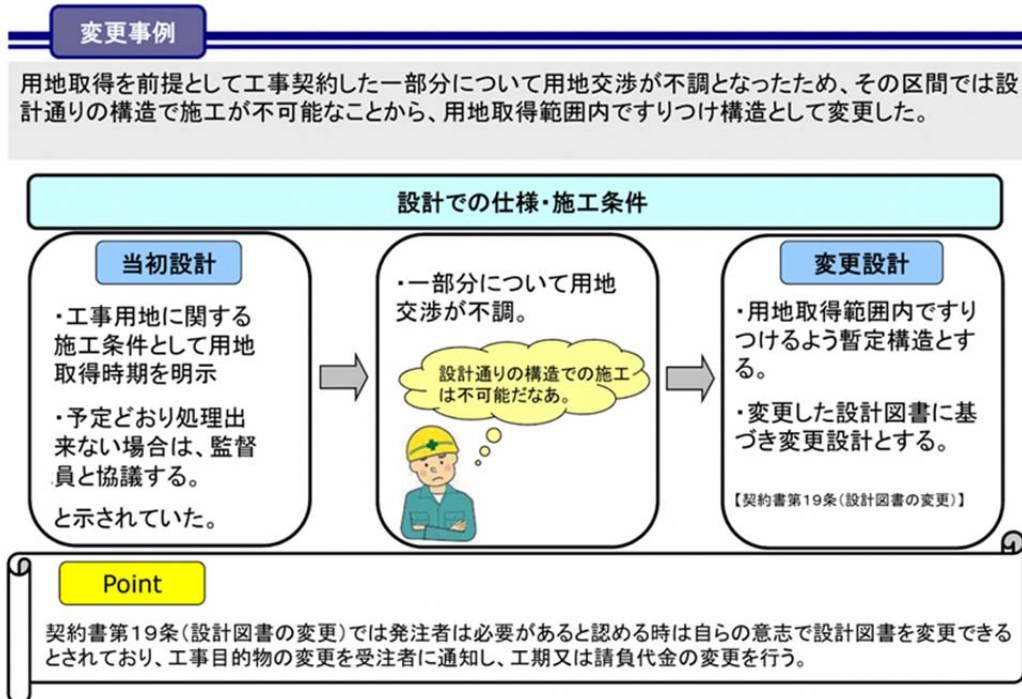 変更事例
用地取得を前提として工事契約した一部分について用地交渉が不調となったため、その区間では設
計通りの構造で施工が不可能なことから、用地取得範囲内ですりつけ構造として変更した。
設計での仕様・施工条件
当初設計
・工事用地に関する
施工条件として用地
取得時期を明示
・予定どおり処理出
来ない場合は、監督
員と協議する。
と示されていた。
・一部分について用地
交渉が不調。
設計通りの構造での施工
は不可能だなあ。
変更設計
・用地取得範囲内ですり
つけるよう暫定構造とす
る。
・変更した設計図書に基
づき変更設計とする。
【契約書第19条(設計図書の変更)】
Point
契約書第19条(設計図書の変更)では発注者は必要があると認める時は自らの意志で設計図書を変更できる
とされており、工事目的物の変更を受注者に通知し、工期又は請負代金の変更を行う。